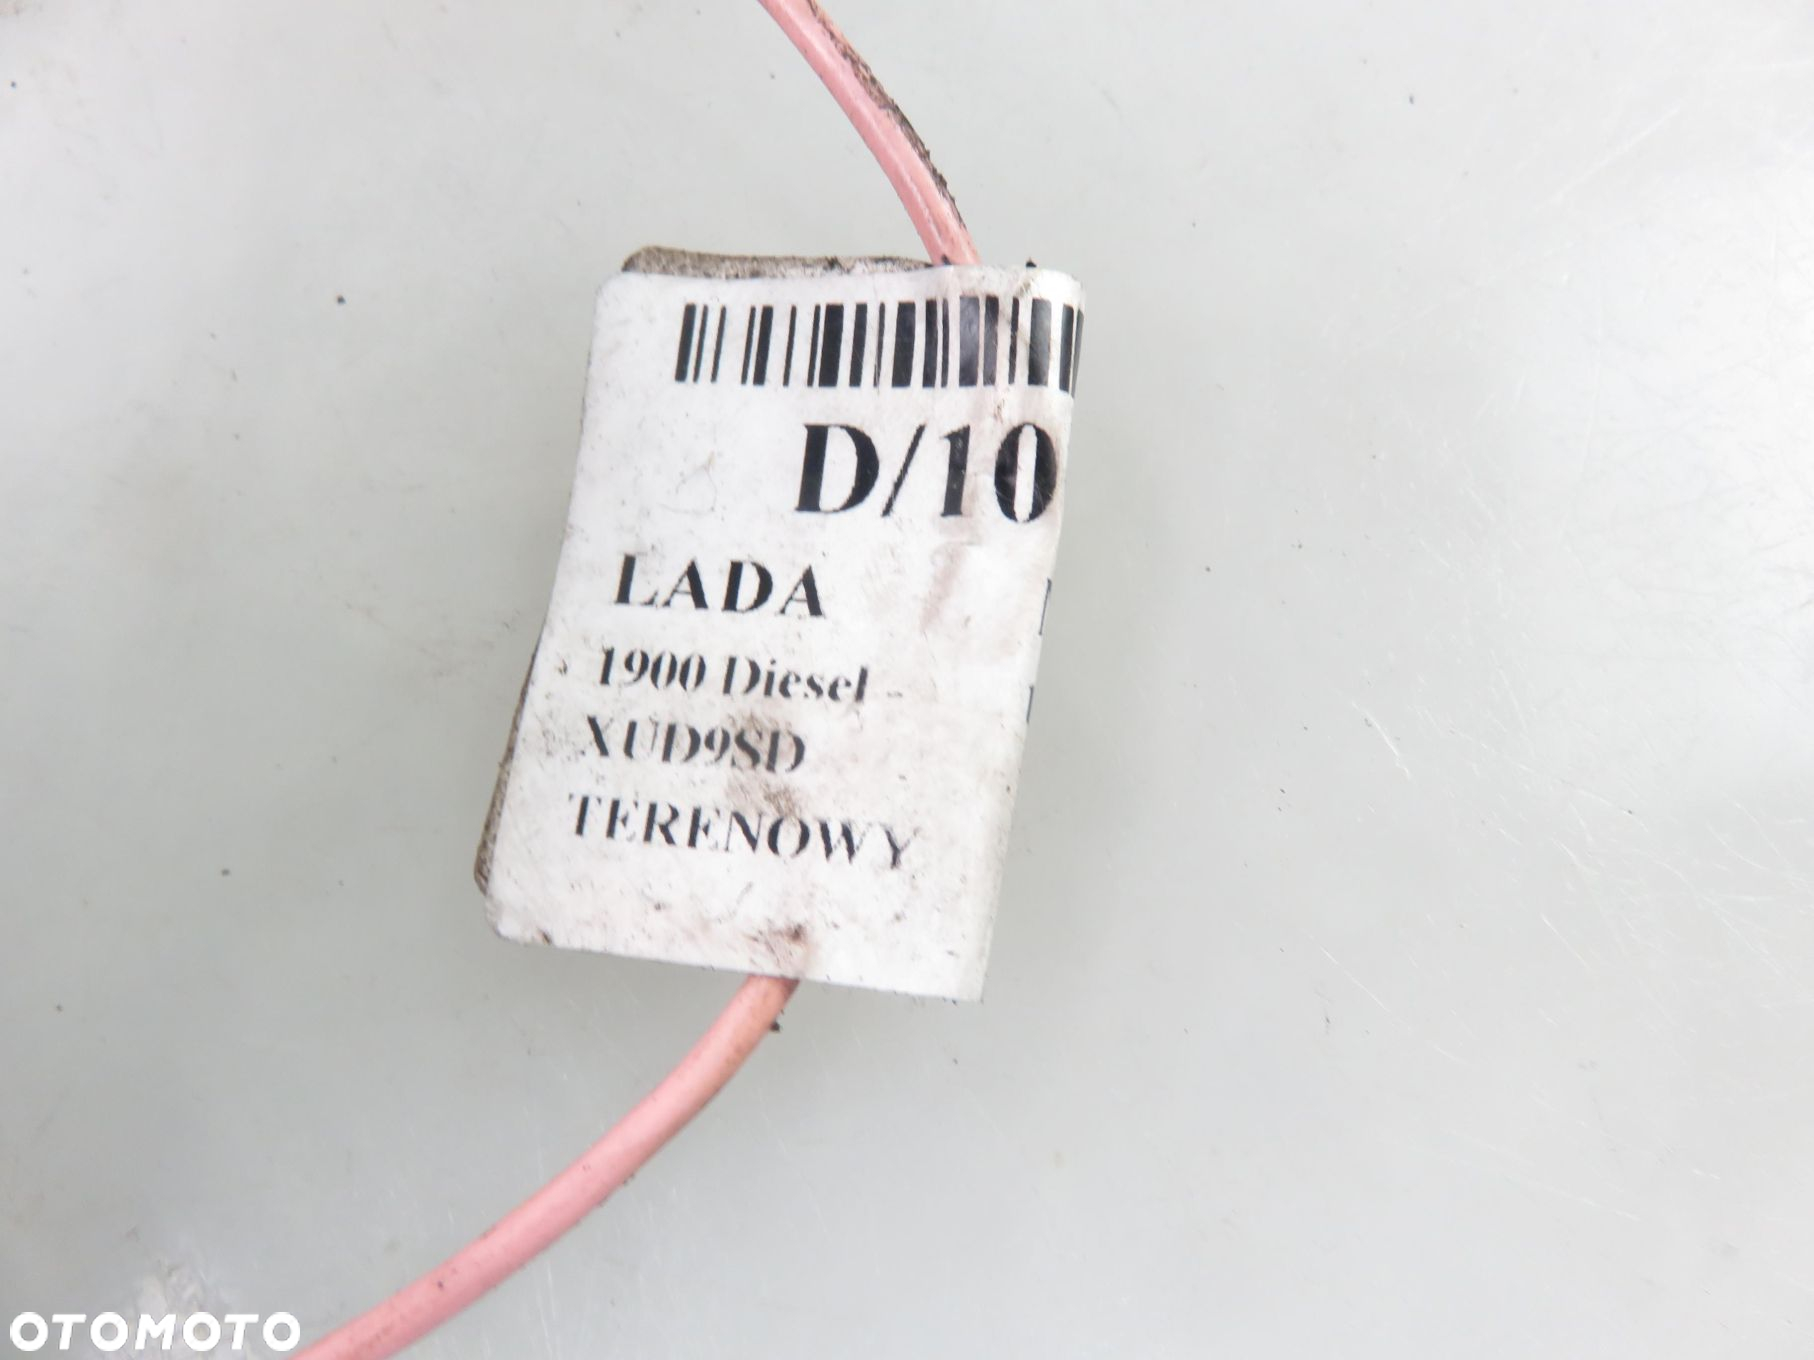 D/10
LADA
1900 Diesel -
XUD9SD
TERENOWY
OTOMOTO